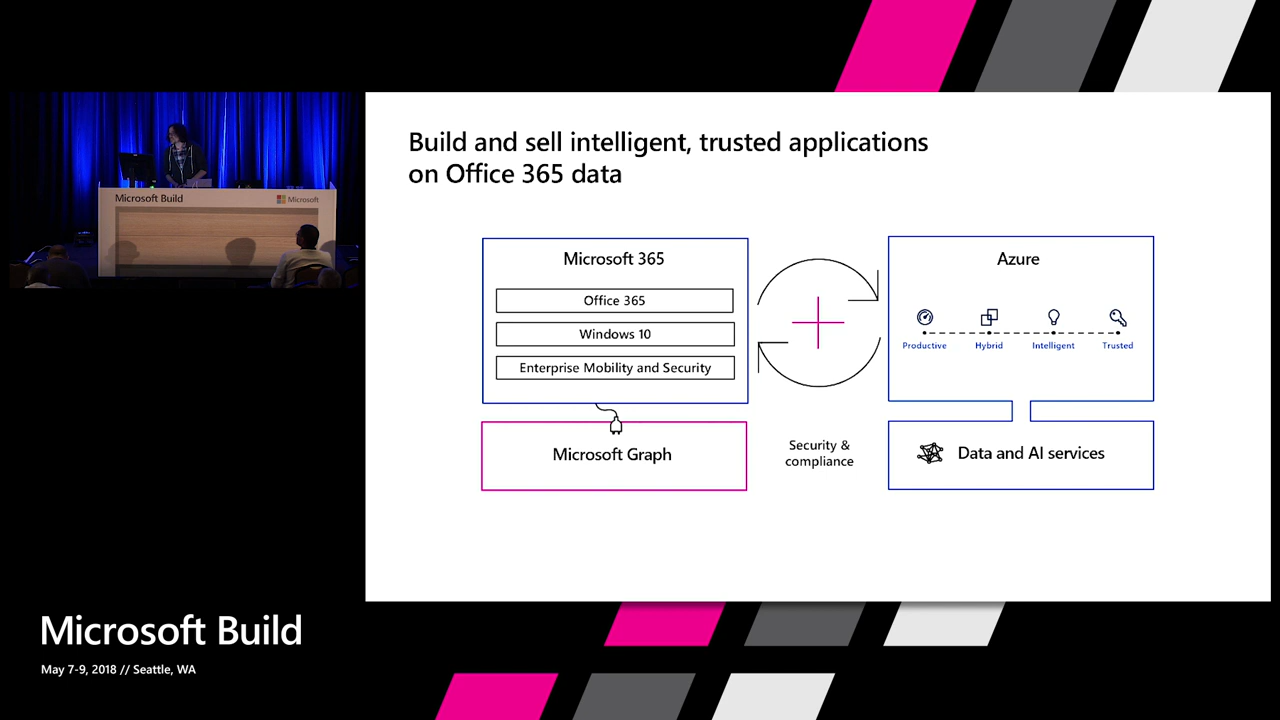 Build and sell intelligent, trusted applications
on Office 365 data
Microsoft Build
Microsoft
Microsoft 365
Office 365
Windows 10
Enterprise Mobility and Security
Microsoft Graph
Security &
compliance
Azure
Productive
Hybrid
Intelligent
Trusted
Data and AI services
Microsoft Build
May 7-9, 2018 // Seattle, WA